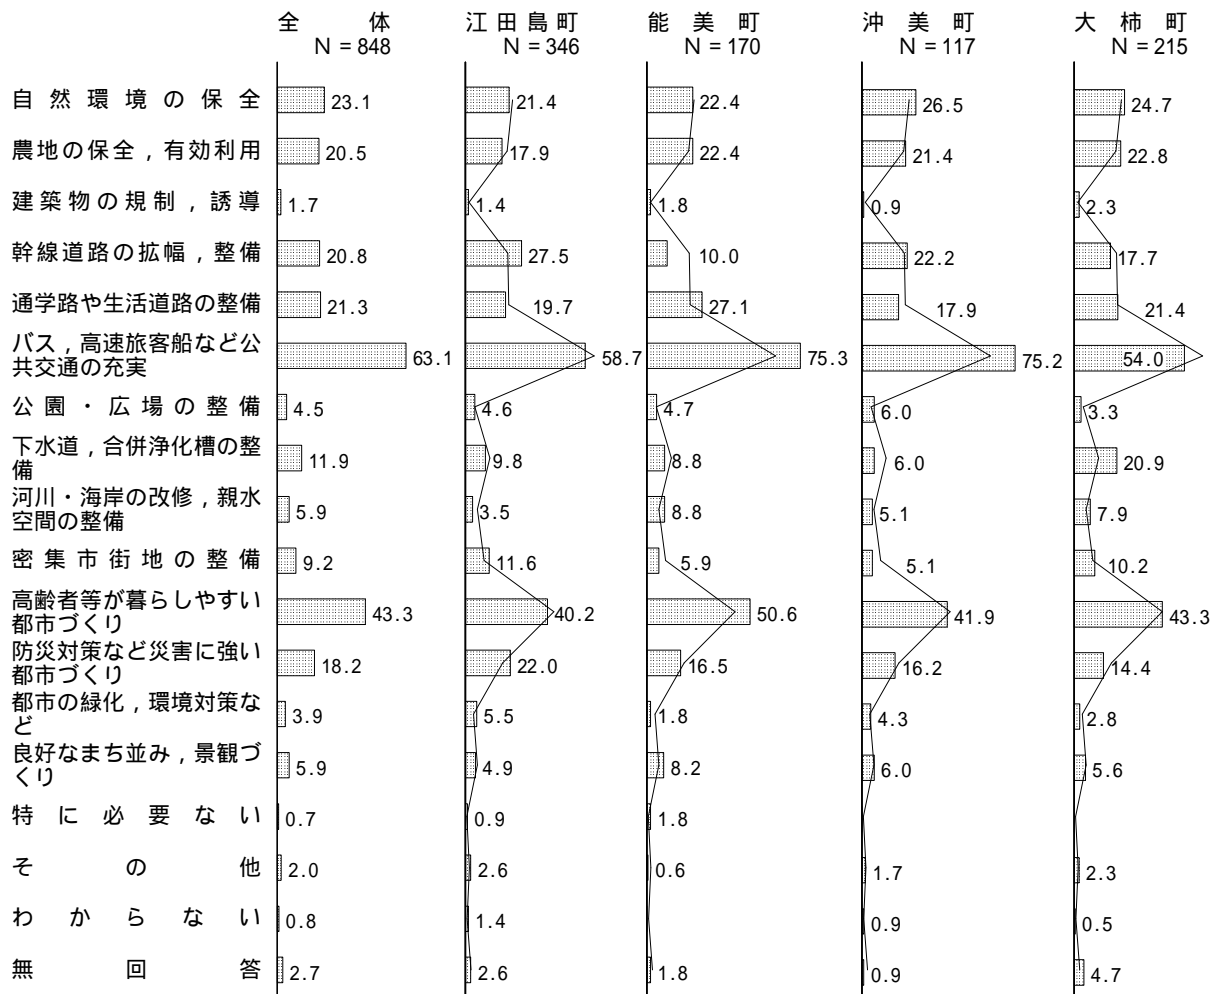 全体 江田島町 能美町 沖美町 大柿町
Ｎ = 848 Ｎ = 346 Ｎ = 170 Ｎ = 117 Ｎ = 215
自然環境の保全 23.1 21.4 22.4 26.5 24.7
農地の保全，有効利用 20.5 17.9 22.4 21.4 22.8
建築物の規制，誘導 1.7 1.4 1.8 0.9 2.3
幹線道路の拡幅，整備 20.8 27.5 10.0 22.2 17.7
通学路や生活道路の整備 21.3 19.7 27.1 17.9 21.4
バス，高速旅客船など公
共交通の充実 63.1 58.7 75.3 75.2 54.0
公園・広場の整備 4.5 4.6 4.7 6.0 3.3
下水道，合併浄化槽の整
備 11.9 9.8 8.8 6.0 20.9
河川・海岸の改修，親水
空間の整備 5.9 3.5 8.8 5.1 7.9
密集市街地の整備 9.2 11.6 5.9 5.1 10.2
高齢者等が暮らしやすい
都市づくり 43.3 40.2 50.6 41.9 43.3
防災対策など災害に強い
都市づくり 18.2 22.0 16.5 16.2 14.4
都市の緑化，環境対策な
ど 3.9 5.5 1.8 4.3 2.8
良好なまち並み，景観づ
くり 5.9 4.9 8.2 6.0 5.6
特に必要ない 0.7 0.9 1.8
その他 2.0 2.6 0.6 1.7 2.3
わからない 0.8 1.4 0.9 0.5
無回答 2.7 2.6 1.8 0.9 4.7